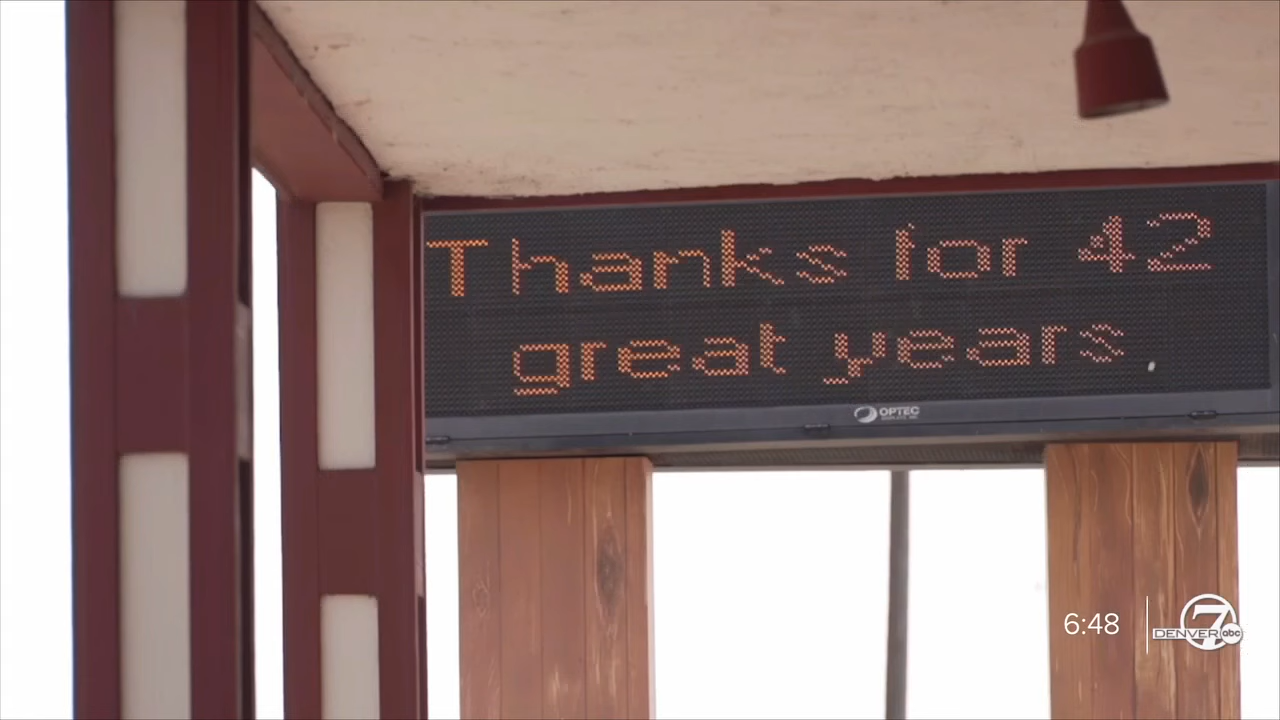 Thanks for 42
great years.
OPTEC
6:48
7
DENVER abc